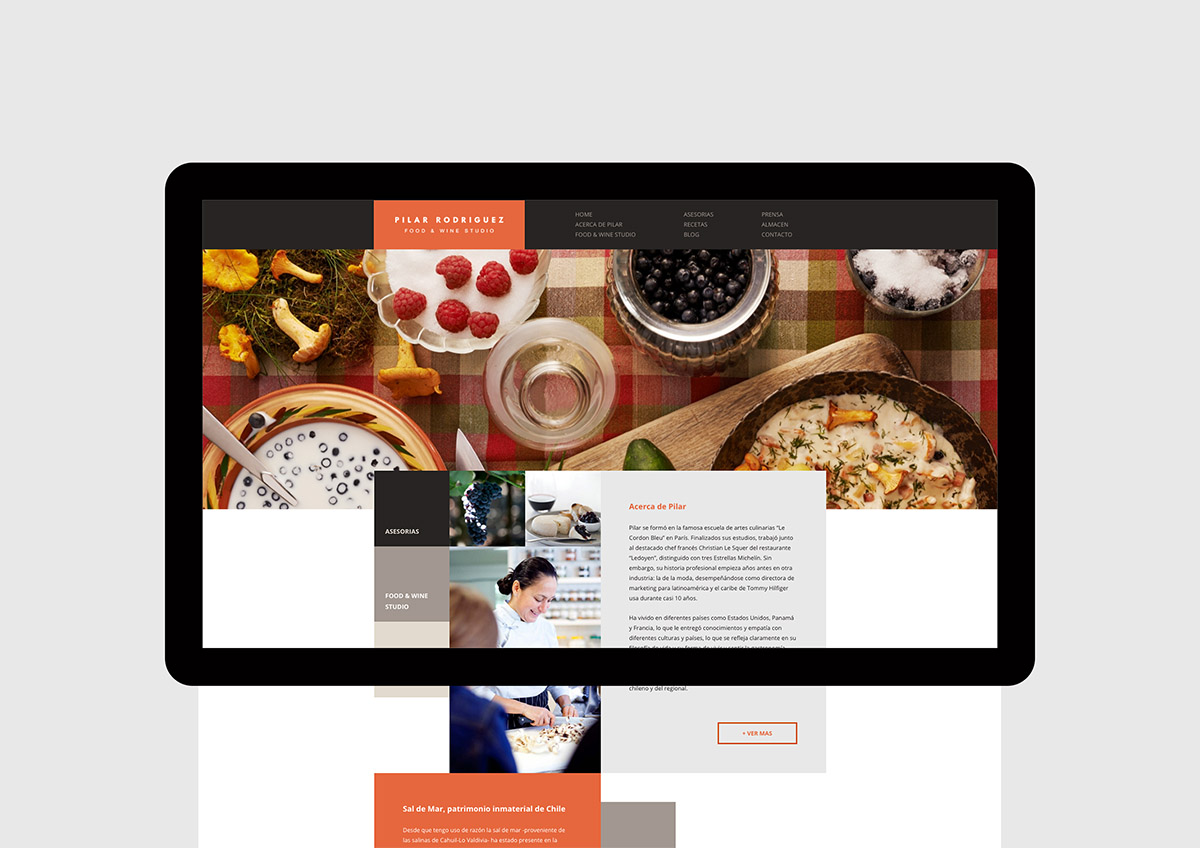 PILAR RODRIGUEZ
FOOD & WINE STUDIO
HOME
ACERCA DE PILAR
FOOD & WINE STUDIO
ASESORIAS
RECETAS
BLOG
PRENSA
ALMACEN
CONTACTO
ASESORIAS
FOOD & WINE
STUDIO
Acerca de Pilar
Pilar se formó en la famosa escuela de artes culinarias “Le
Cordon Bleu” en París. Finalizados sus estudios, trabajó junto
al destacado chef francés Christian Le Squer del restaurante
“Ledoyen”, distinguido con tres Estrellas Michelín. Sin
embargo, su historia profesional empieza años antes en otra
industria: la de la moda, desempeñándose como directora de
marketing para latinoamérica y el caribe de Tommy Hilfiger
usa durante casi 10 años.
Ha vivido en diferentes países como Estados Unidos, Panamá
y Francia, lo que le entregó conocimientos y empatía con
diferentes culturas y países, lo que se refleja claramente en su
chileno y del regional.
+ VER MAS
Sal de Mar, patrimonio inmaterial de Chile
Desde que tengo uso de razón la sal de mar -proveniente de
las salinas de Cahuil-Lo Valdivia- ha estado presente en la